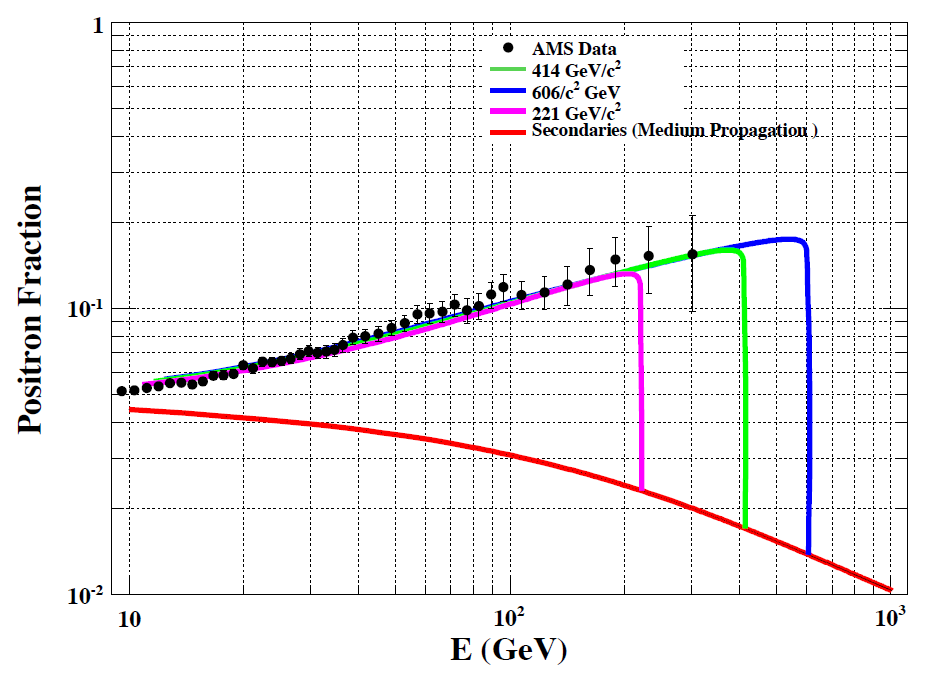 1
AMS Data
414 GeV/c²
606/c² GeV
221 GeV/c²
Secondaries (Medium Propagation )
Positron Fraction
10⁻¹
10⁻²
10
10²
10³
E (GeV)